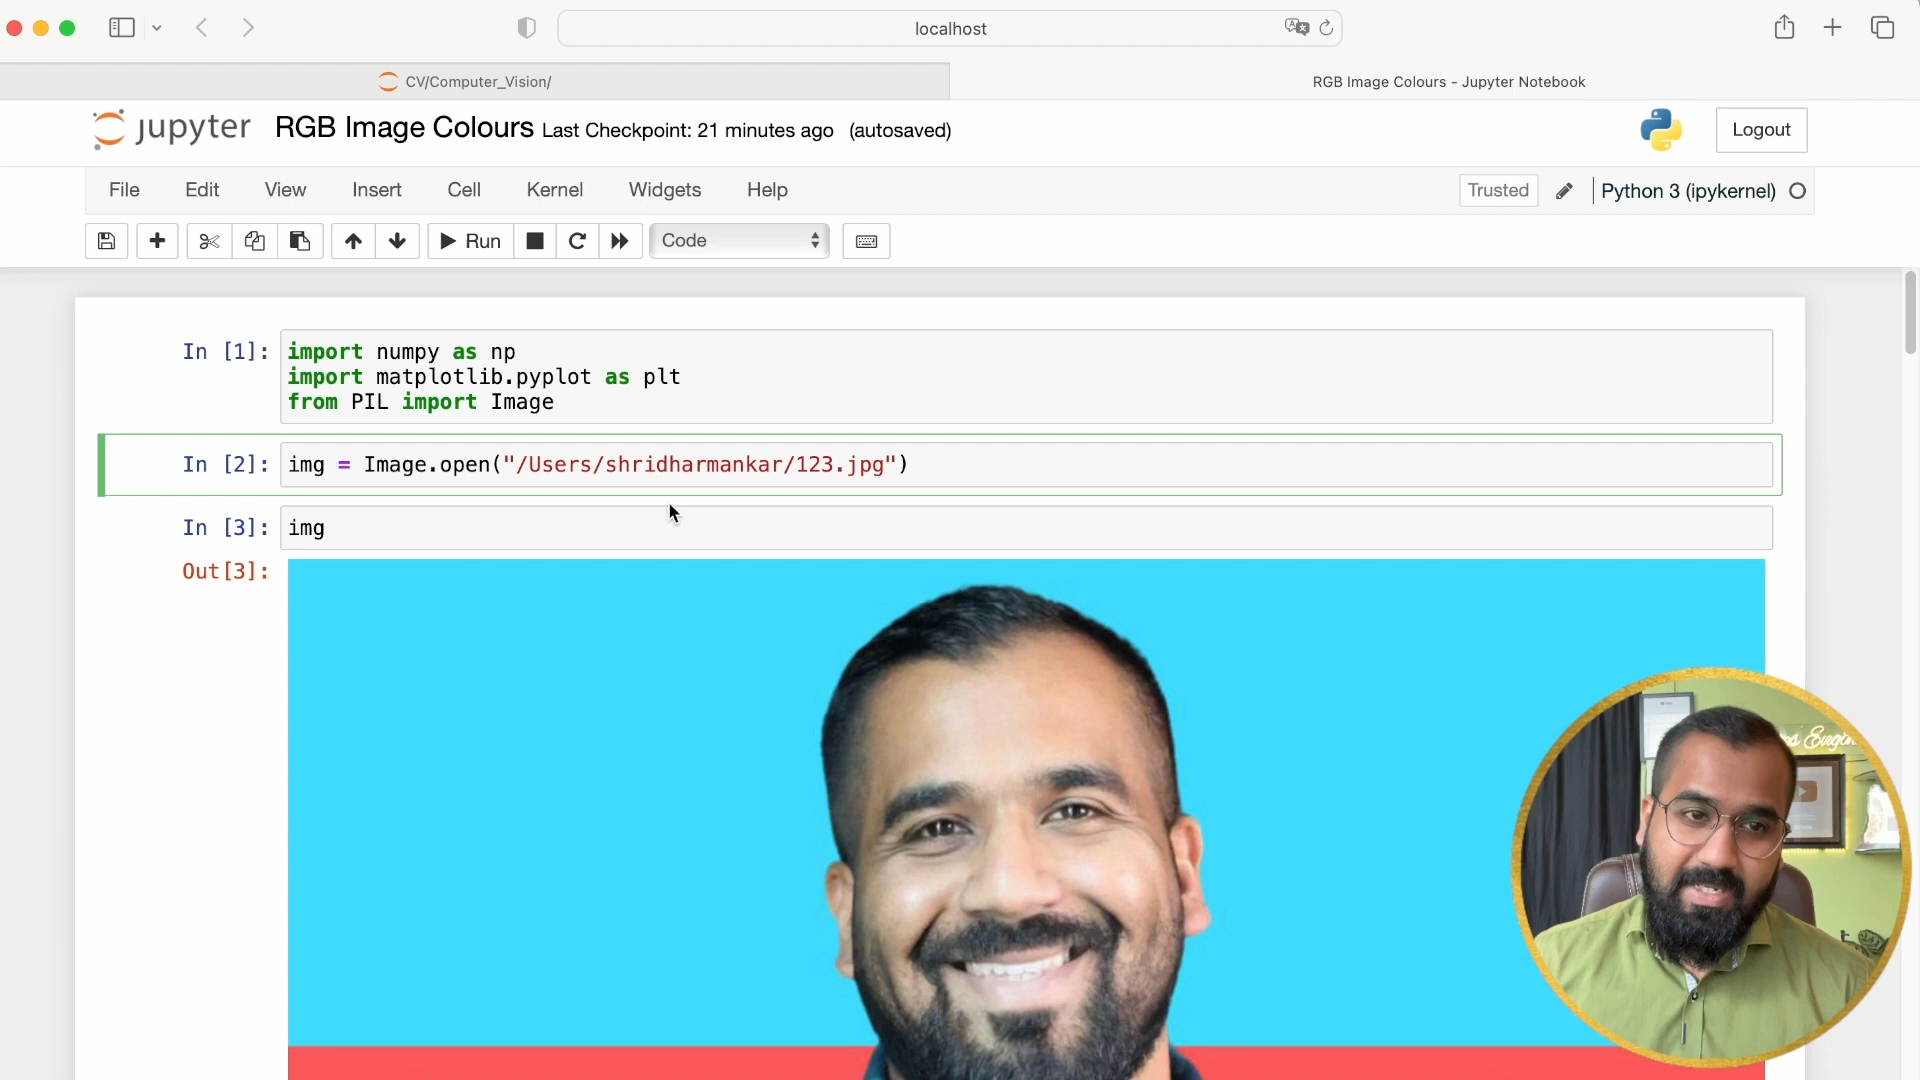 localhost
CV/Computer_Vision/
RGB Image Colours - Jupyter Notebook
jupyter RGB Image Colours Last Checkpoint: 21 minutes ago (autosaved)
Logout
File Edit View Insert Cell Kernel Widgets Help
Trusted Python 3 (ipykernel)
Run Code
In [1]: import numpy as np
import matplotlib.pyplot as plt
from PIL import Image
In [2]: img = Image.open("/Users/shridharmankar/123.jpg")
In [3]: img
Out[3]: